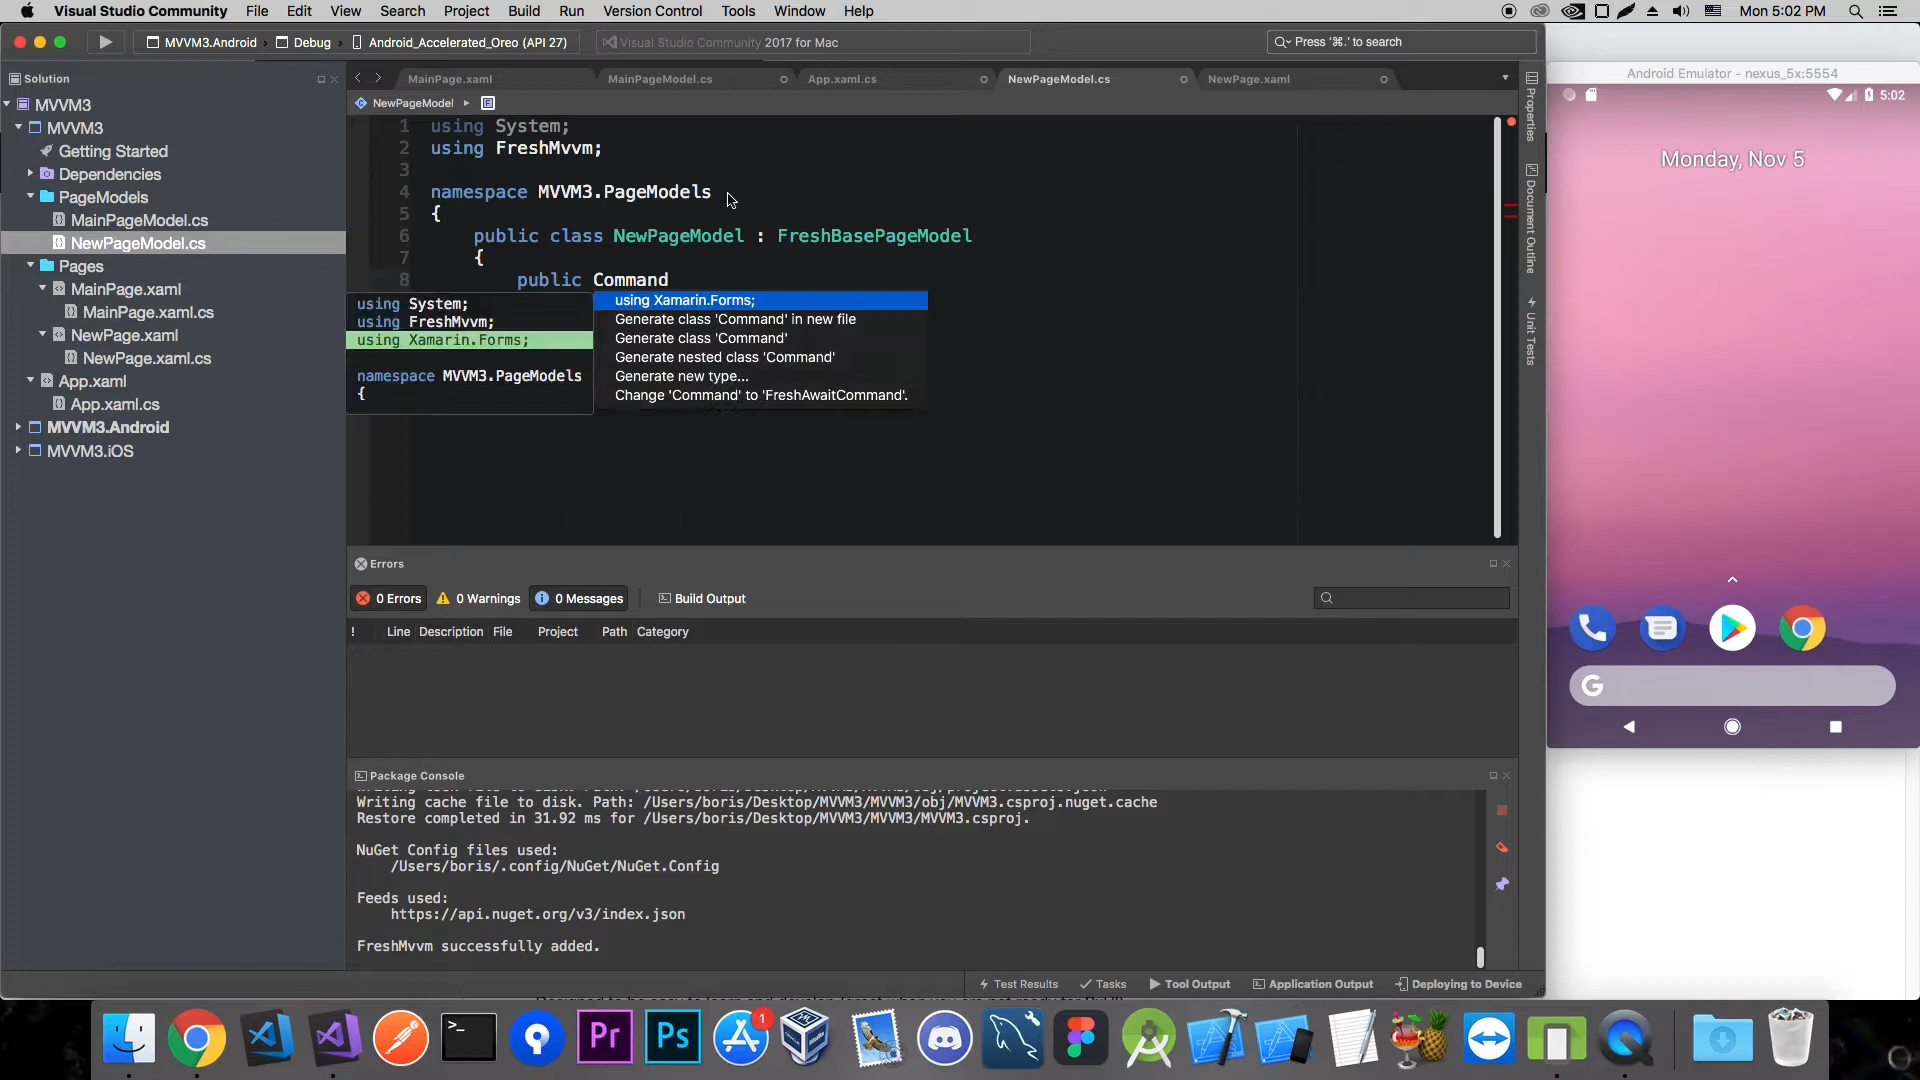 Visual Studio Community File Edit View Search Project Build Run Version Control Tools Window Help Mon 5:02 PM
MVVM3.Android Debug Android_Accelerated_Oreo (API 27) Visual Studio Community 2017 for Mac Press '⌘.' to search
Solution
MVVM3
MVVM3
Getting Started
Dependencies
PageModels
MainPageModel.cs
NewPageModel.cs
Pages
MainPage.xaml
MainPage.xaml.cs
NewPage.xaml
NewPage.xaml.cs
App.xaml
App.xaml.cs
MVVM3.Android
MVVM3.iOS
MainPage.xaml MainPageModel.cs App.xaml.cs NewPageModel.cs NewPage.xaml
NewPageModel
1 using System;
2 using FreshMvvm;
3
4 namespace MVVM3.PageModels
5 {
6 public class NewPageModel : FreshBasePageModel
7 {
8 public Command
using System;
using FreshMvvm;
using Xamarin.Forms;
namespace MVVM3.PageModels
{
using Xamarin.Forms;
Generate class 'Command' in new file
Generate class 'Command'
Generate nested class 'Command'
Generate new type...
Change 'Command' to 'FreshAwaitCommand'.
Properties
Document Outline
Unit Tests
Errors
0 Errors 0 Warnings 0 Messages Build Output
! Line Description File Project Path Category
Package Console
Writing cache file to disk. Path: /Users/boris/Desktop/MVVM3/MVVM3/obj/MVVM3.csproj.nuget.cache
Restore completed in 31.92 ms for /Users/boris/Desktop/MVVM3/MVVM3/MVVM3.csproj.
NuGet Config files used:
/Users/boris/.config/NuGet/NuGet.Config
Feeds used:
https://api.nuget.org/v3/index.json
FreshMvvm successfully added.
Test Results Tasks Tool Output Application Output Deploying to Device
Android Emulator - nexus_5x:5554
5:02
Monday, Nov 5
G
>_
Pr
Ps
1